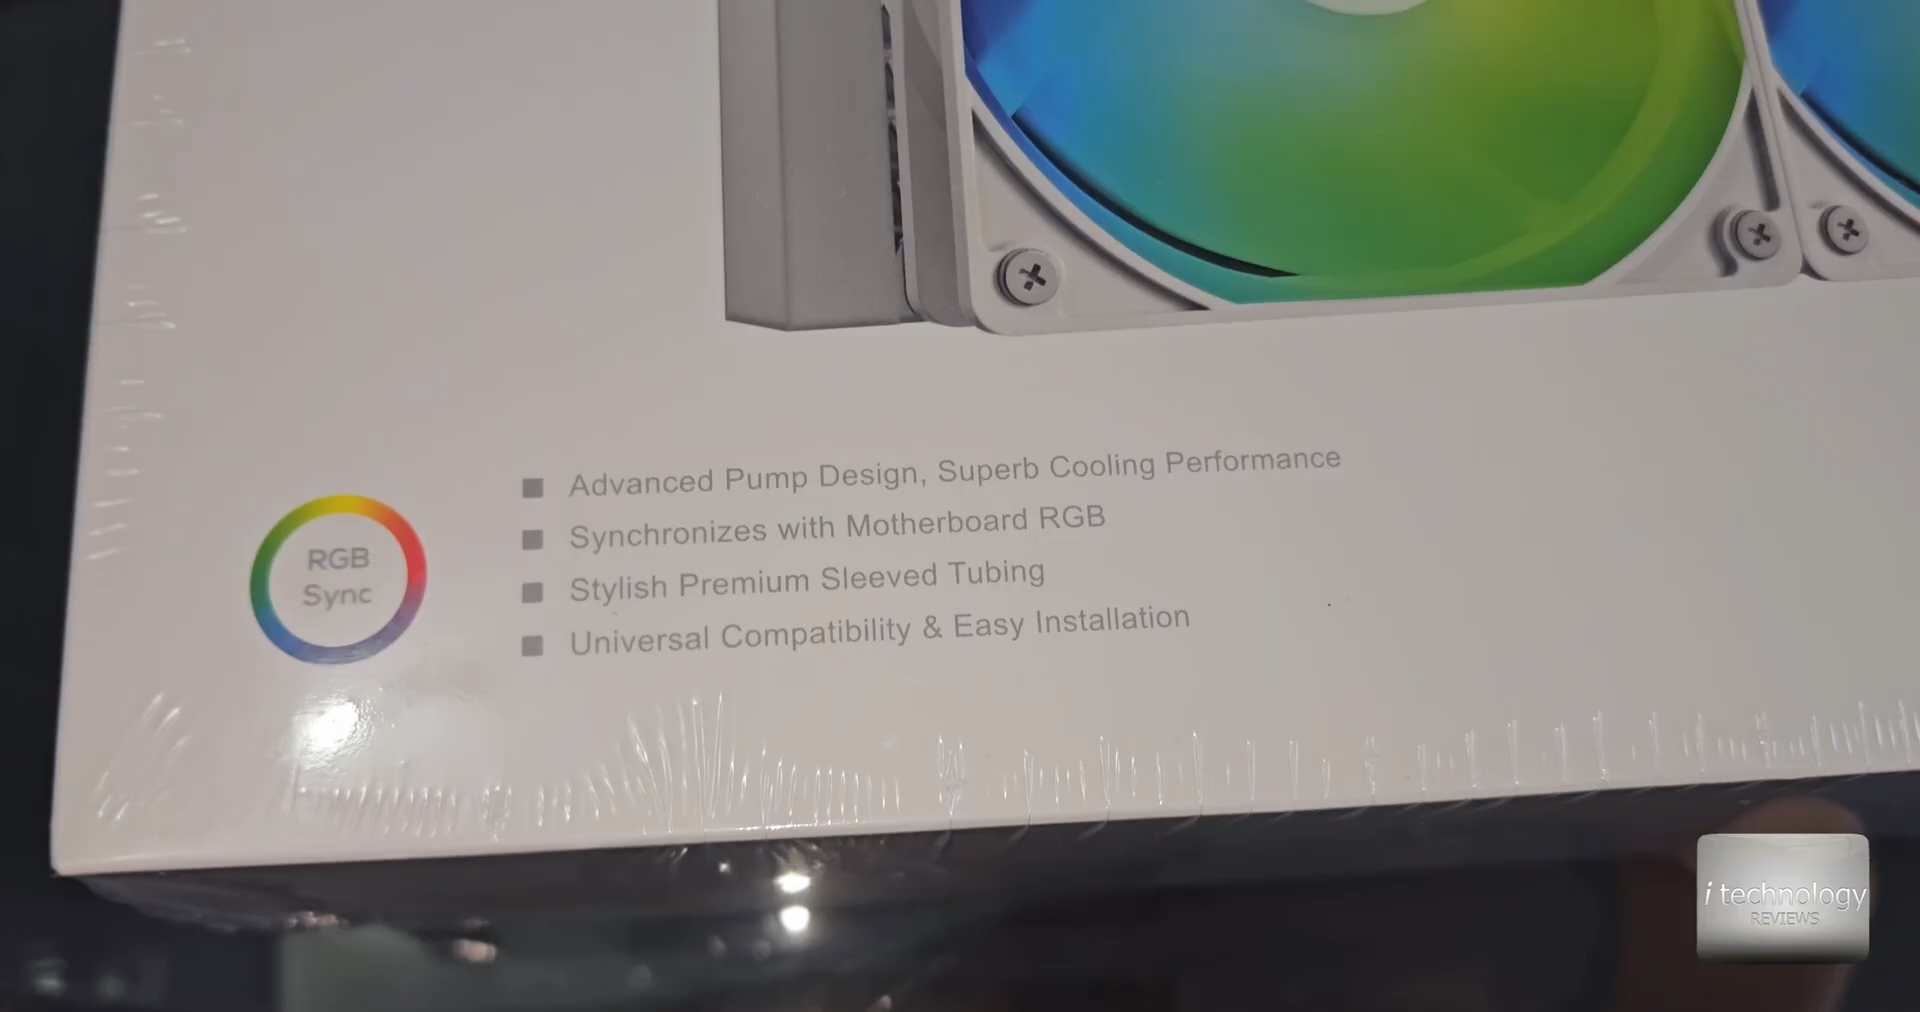 Advanced Pump Design, Superb Cooling Performance
Synchronizes with Motherboard RGB
Stylish Premium Sleeved Tubing
Universal Compatibility & Easy Installation
RGB
Sync
i technology
REVIEWS